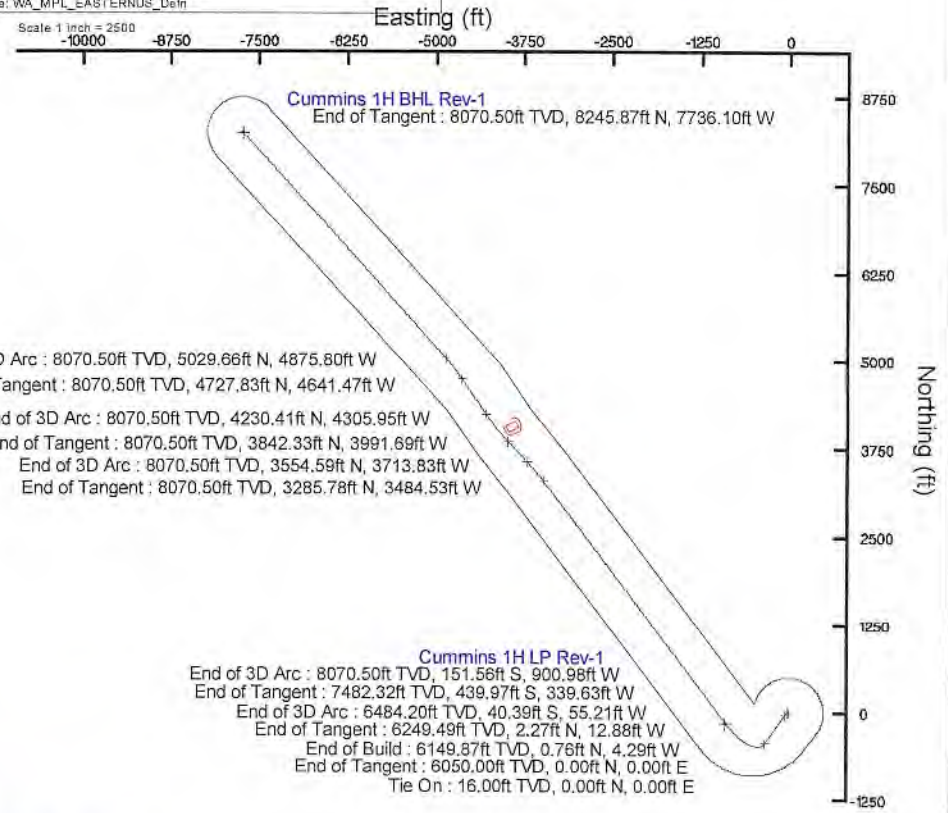 e: WA_MPL_EASTERNUS_Defn
Scale 1 inch = 2500
Easting (ft)
-10000 -8750 -7500 -6250 -5000 -3750 -2500 -1250 0
Cummins 1H BHL Rev-1
End of Tangent : 8070.50ft TVD, 8245.87ft N, 7736.10ft W
8750
7500
6250
D Arc : 8070.50ft TVD, 5029.66ft N, 4875.80ft W
Tangent : 8070.50ft TVD, 4727.83ft N, 4641.47ft W
d of 3D Arc : 8070.50ft TVD, 4230.41ft N, 4305.95ft W
nd of Tangent : 8070.50ft TVD, 3842.33ft N, 3991.69ft W
End of 3D Arc : 8070.50ft TVD, 3554.59ft N, 3713.83ft W
End of Tangent : 8070.50ft TVD, 3285.78ft N, 3484.53ft W
5000
3750
Northing (ft)
2500
1250
Cummins 1H LP Rev-1
End of 3D Arc : 8070.50ft TVD, 151.56ft S, 900.98ft W
End of Tangent : 7482.32ft TVD, 439.97ft S, 339.63ft W
End of 3D Arc : 6484.20ft TVD, 40.39ft S, 55.21ft W
End of Tangent : 6249.49ft TVD, 2.27ft N, 12.88ft W
End of Build : 6149.87ft TVD, 0.76ft N, 4.29ft W
End of Tangent : 6050.00ft TVD, 0.00ft N, 0.00ft E
Tie On : 16.00ft TVD, 0.00ft N, 0.00ft E
0
-1250